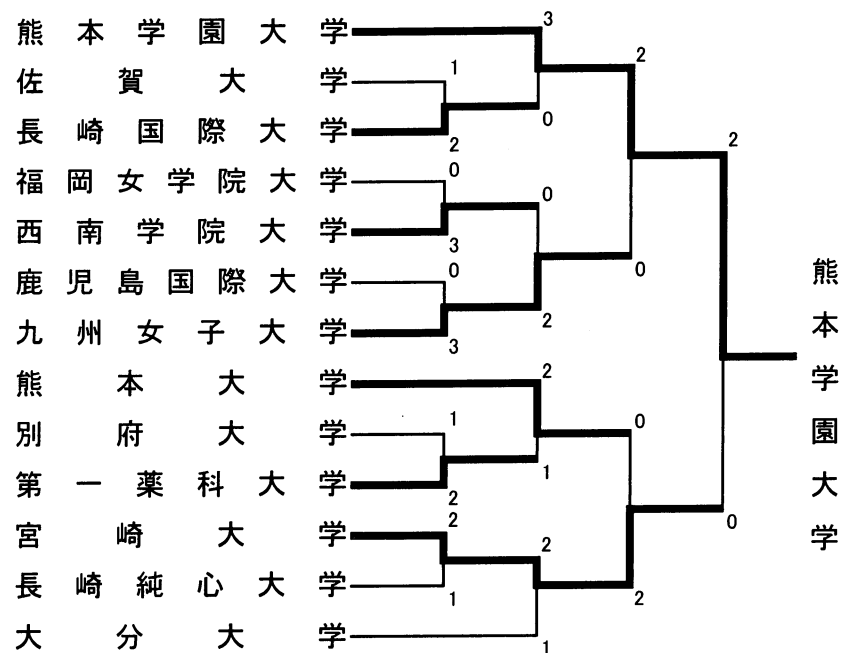 熊本学園大学
3
2
佐賀大学
1
長崎国際大学
2
0
2
福岡女学院大学
0
0
西南学院大学
3
0
鹿児島国際大学
0
2
九州女子大学
3
熊本大学
2
0
別府大学
1
1
第一薬科大学
2
宮崎大学
2
2
0
長崎純心大学
1
2
大分大学
1
熊本学園大学